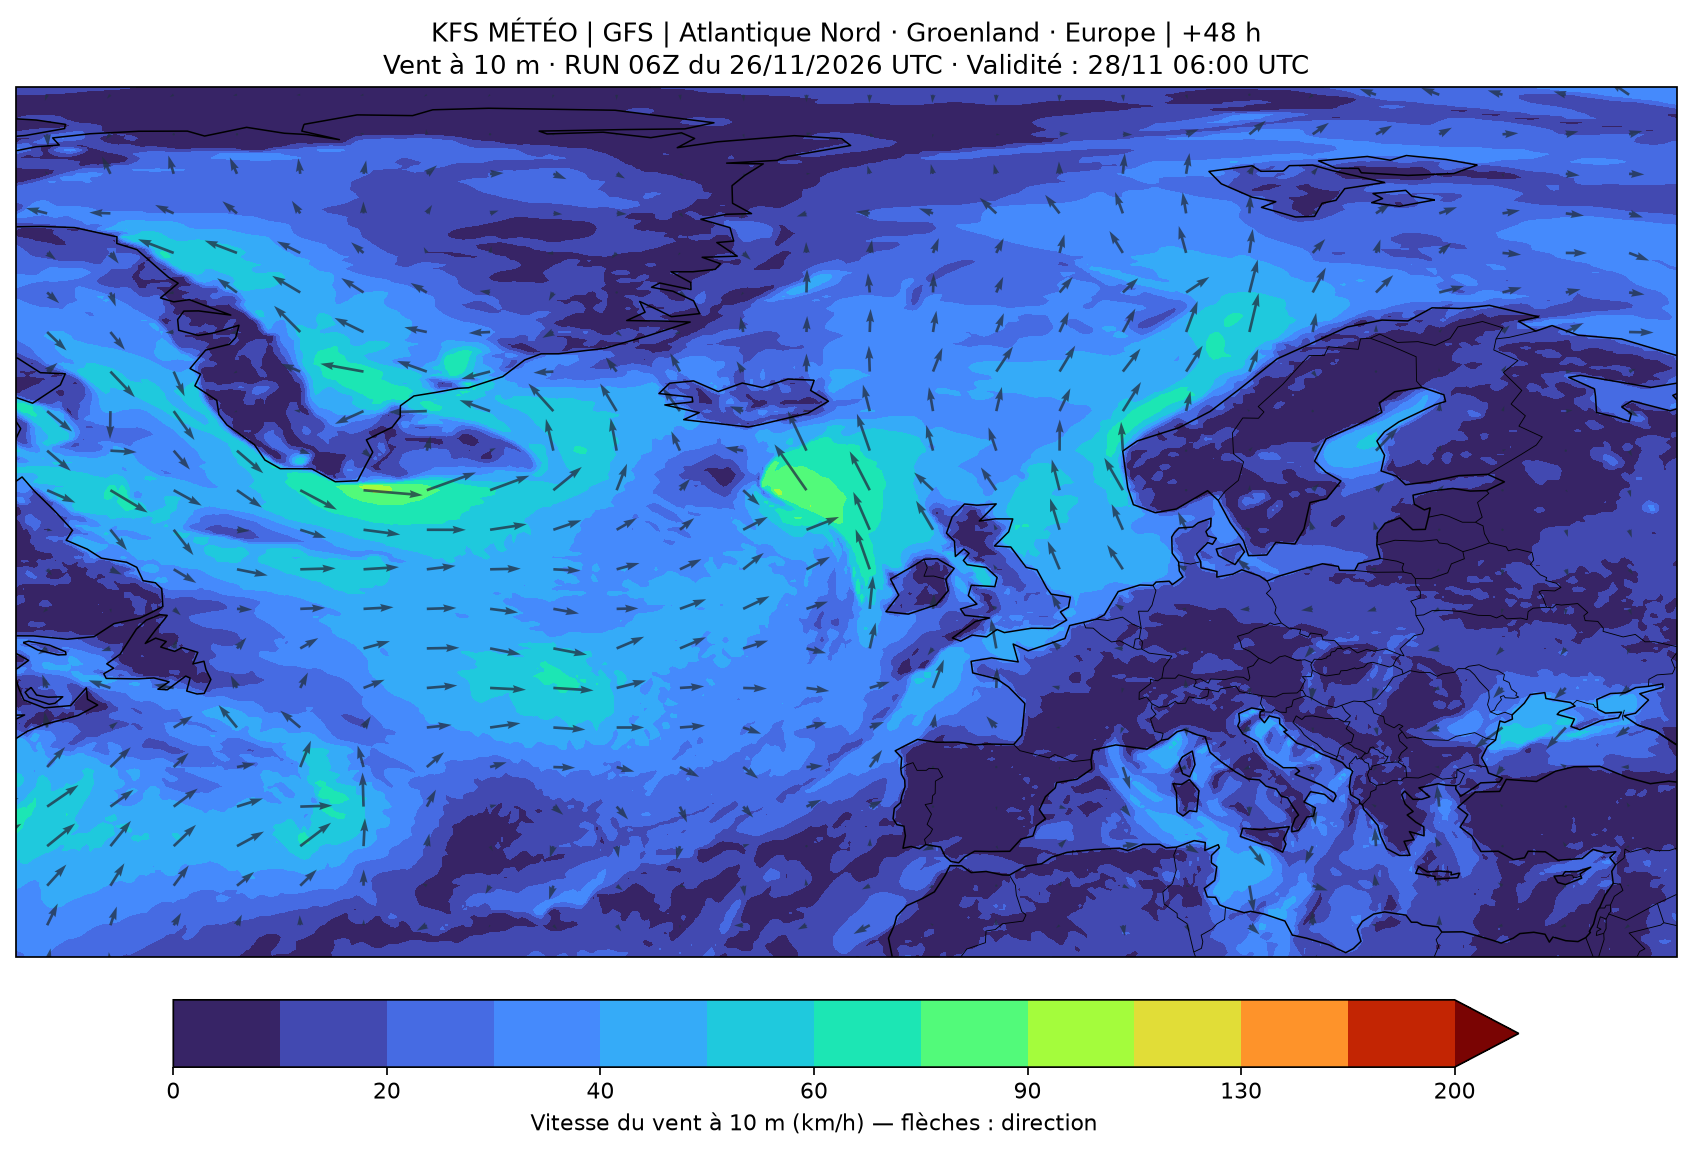 KFS MÉTÉO | GFS | Atlantique Nord · Groenland · Europe | +48 h
Vent à 10 m · RUN 06Z du 26/11/2026 UTC · Validité : 28/11 06:00 UTC
0 20 40 60 90 130 200
Vitesse du vent à 10 m (km/h) — flèches : direction